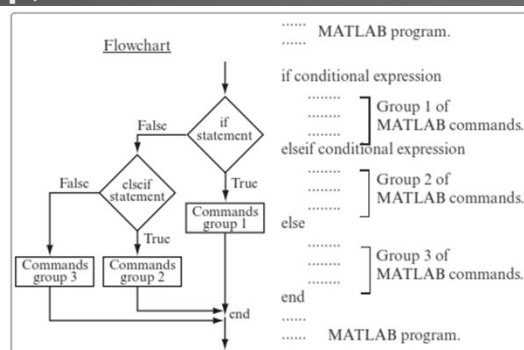 Flowchart
if
statement
False
True
elseif
statement
False
True
Commands
group 1
Commands
group 3
Commands
group 2
end
...... MATLAB program.
......
if conditional expression
........
........ Group 1 of
........ MATLAB commands.
elseif conditional expression
........
........ Group 2 of
........ MATLAB commands.
else
........
........ Group 3 of
........ MATLAB commands.
end
......
...... MATLAB program.